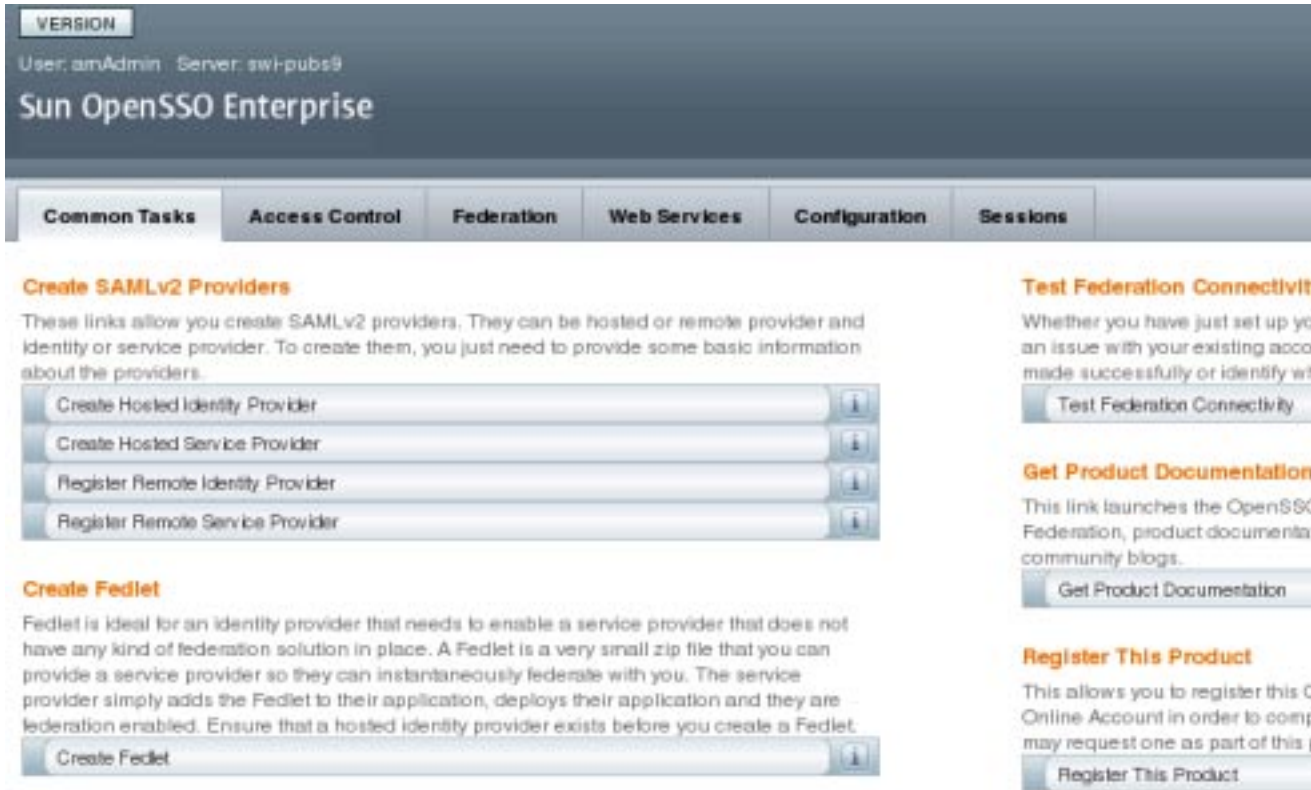 VERSION
User: amAdmin Server: swi-pubs9
Sun OpenSSO Enterprise
Common Tasks Access Control Federation Web Services Configuration Sessions
Create SAMLv2 Providers
These links allow you create SAMLv2 providers. They can be hosted or remote provider and
identity or service provider. To create them, you just need to provide some basic information
about the providers.
Create Hosted Identity Provider
Create Hosted Service Provider
Register Remote Identity Provider
Register Remote Service Provider
Create Fedlet
Fedlet is ideal for an identity provider that needs to enable a service provider that does not
have any kind of federation solution in place. A Fedlet is a very small zip file that you can
provide a service provider so they can instantaneously federate with you. The service
provider simply adds the Fedlet to their application, deploys their application and they are
federation enabled. Ensure that a hosted identity provider exists before you create a Fedlet.
Create Fedlet
Test Federation Connectivit
Whether you have just set up yo
an issue with your existing acco
made successfully or identify wh
Test Federation Connectivity
Get Product Documentation
This link launches the OpenSSO
Federation, product documenta
community blogs.
Get Product Documentation
Register This Product
This allows you to register this O
Online Account in order to comp
may request one as part of this p
Register This Product